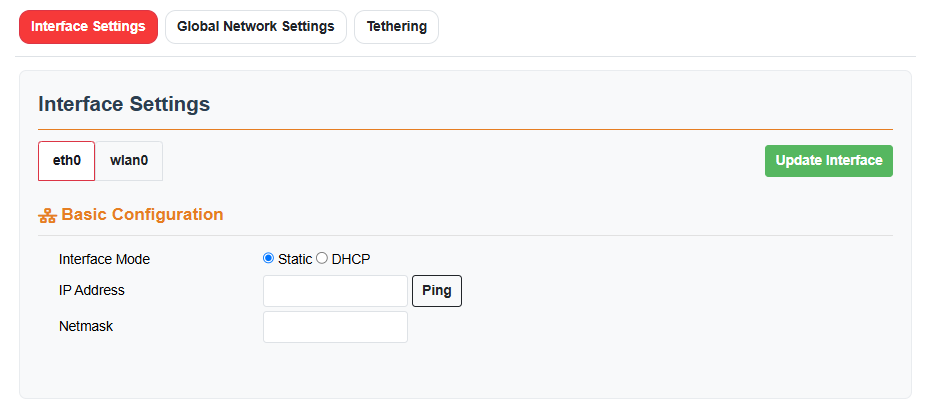 Interface Settings Global Network Settings Tethering
Interface Settings
eth0 wlan0 Update Interface
Basic Configuration
Interface Mode Static DHCP
IP Address Ping
Netmask